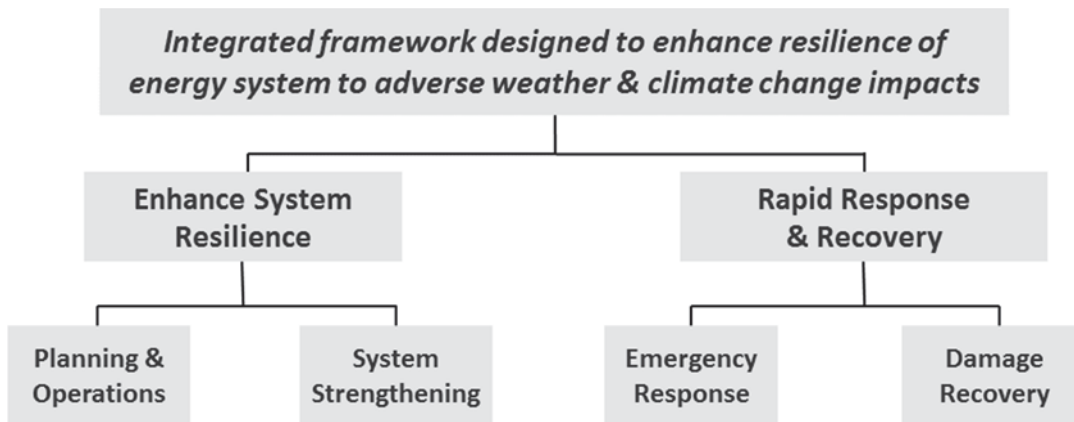 Integrated framework designed to enhance resilience of
energy system to adverse weather & climate change impacts
Enhance System
Resilience
Rapid Response
& Recovery
Planning &
Operations
System
Strengthening
Emergency
Response
Damage
Recovery